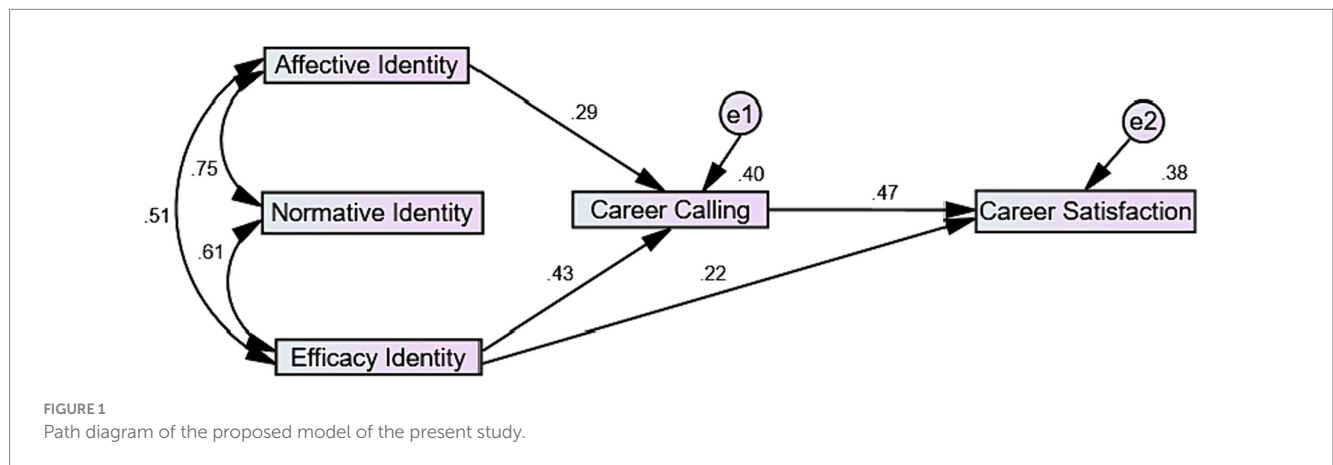 Affective Identity
.29
e1
e2
.75
.40
.38
.51
Normative Identity
Career Calling
.47
Career Satisfaction
.61
.43
.22
Efficacy Identity
FIGURE 1
Path diagram of the proposed model of the present study.